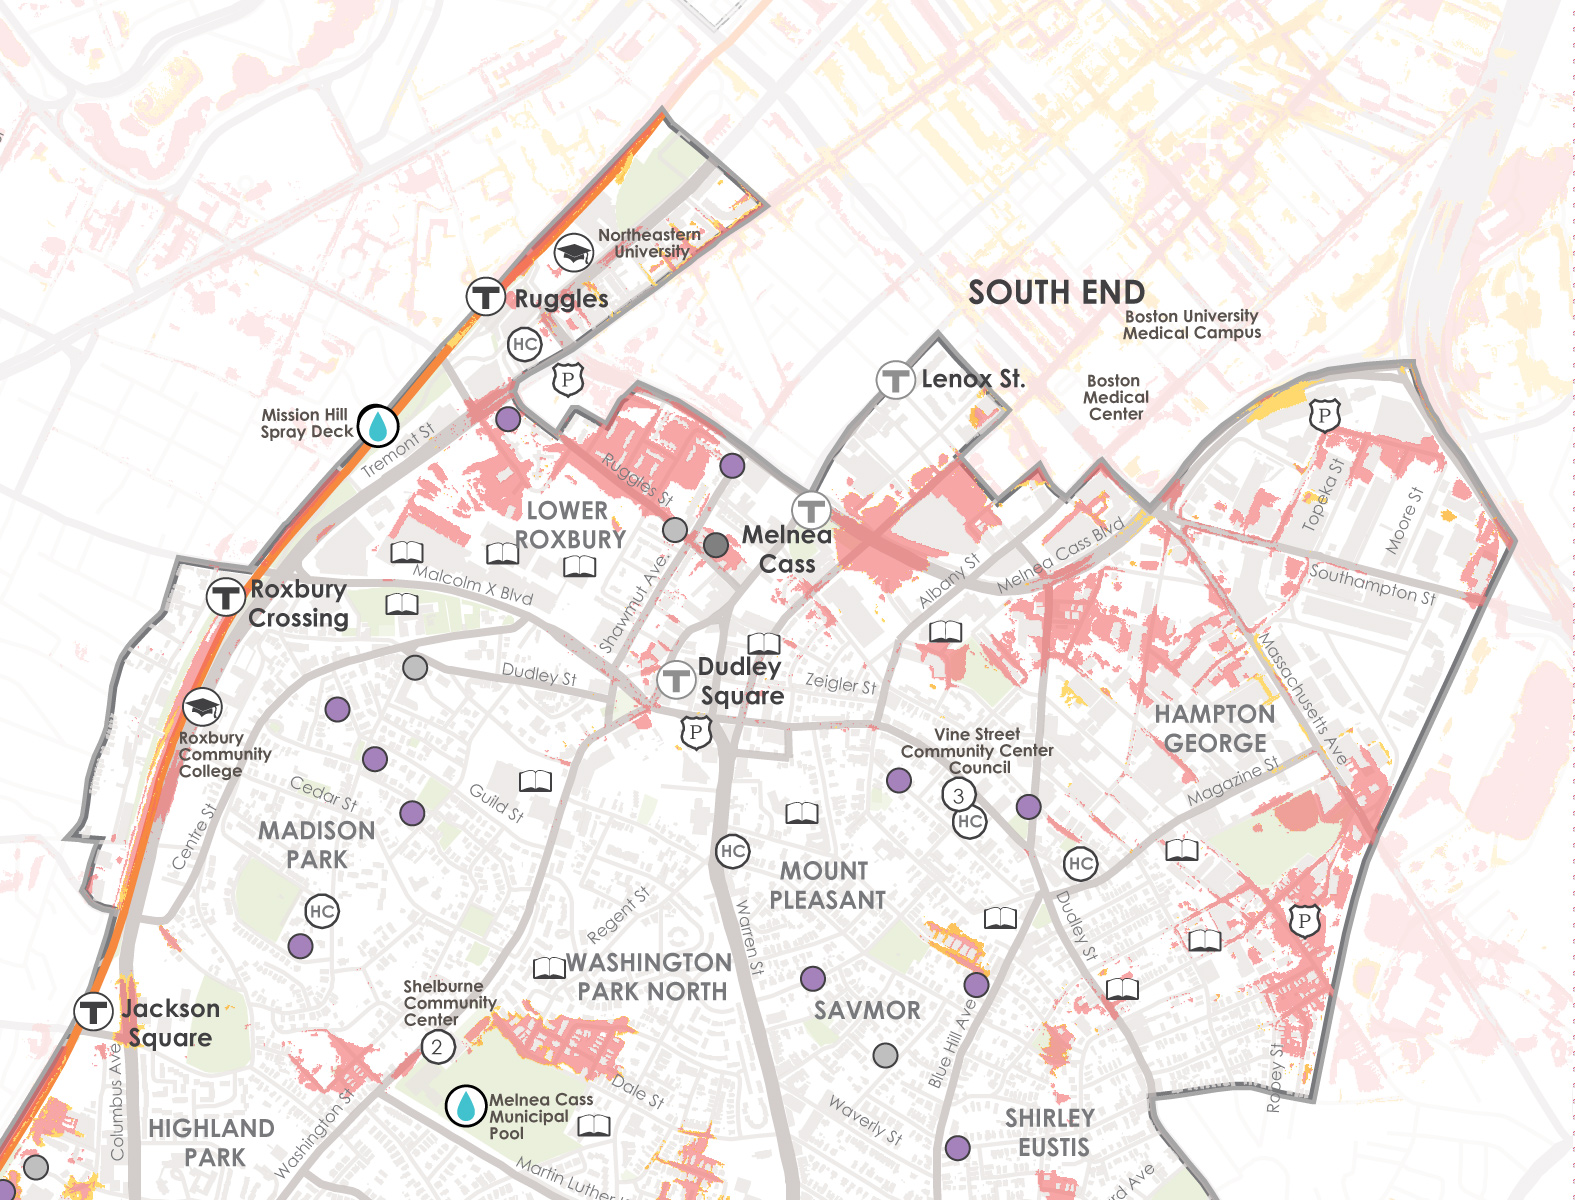 Northeastern
University
Ruggles
HC
P
SOUTH END
Boston University
Medical Campus
Lenox St.
Boston
Medical
Center
P
Mission Hill
Spray Deck
Tremont St
Ruggles St
Topeka St
Moore St
LOWER
ROXBURY
Melnea
Cass
Albany St
Melnea Cass Blvd
Southampton St
Malcolm X Blvd
Roxbury
Crossing
Shawmut Ave.
Dudley St
Dudley
Square
Zeigler St
Massachusetts Ave
P
Roxbury
Community
College
HAMPTON
GEORGE
Vine Street
Community Center
Council
3
HC
Magazine St
Cedar St
Guild St
Centre St
MADISON
PARK
HC
HC
MOUNT
PLEASANT
HC
Regent St
Warren St
Dudley St
P
WASHINGTON
PARK NORTH
Shelburne
Community
Center
2
SAVMOR
Jackson
Square
Blue Hill Ave
Columbus Ave
Dale St
Melnea Cass
Municipal
Pool
Waverly St
HIGHLAND
PARK
Washington St
Martin Luther
SHIRLEY
EUSTIS
Robey St
rd Ave
T
T
T
T
T
T
T